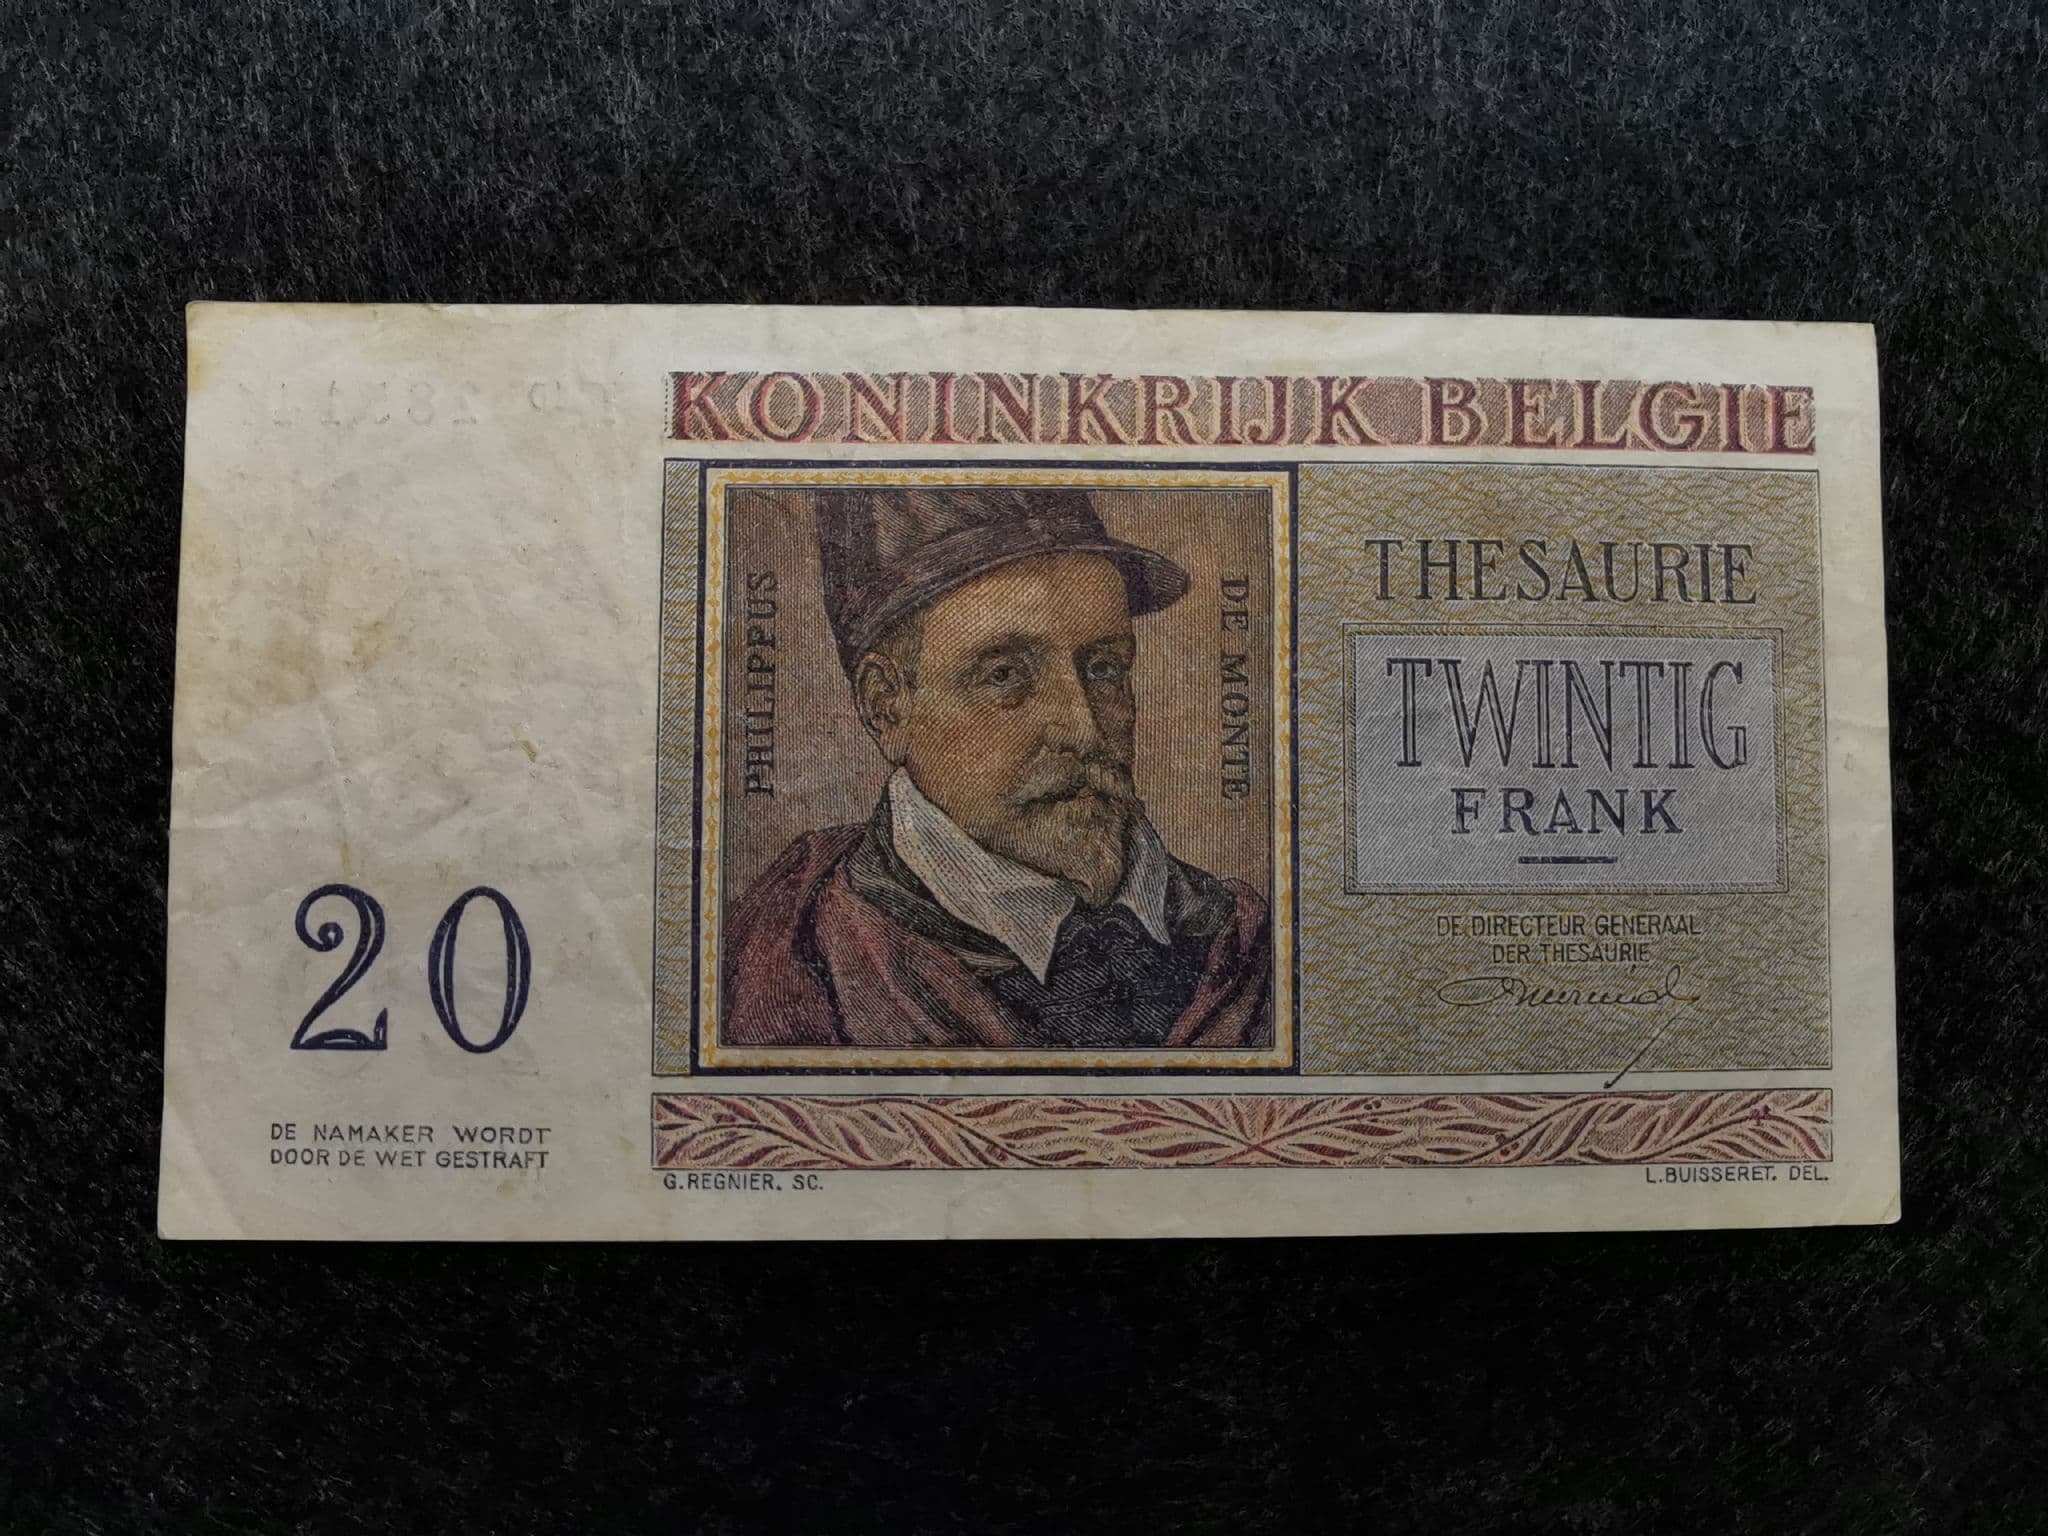 KONINKRIJK BELGIE
PHILIPPUS
DE MONTE
THESAURIE
TWINTIG
FRANK
DE DIRECTEUR GENERAAL
DER THESAURIE
20
DE NAMAKER WORDT
DOOR DE WET GESTRAFT
G.REGNIER. SC.
L.BUISSERET. DEL.